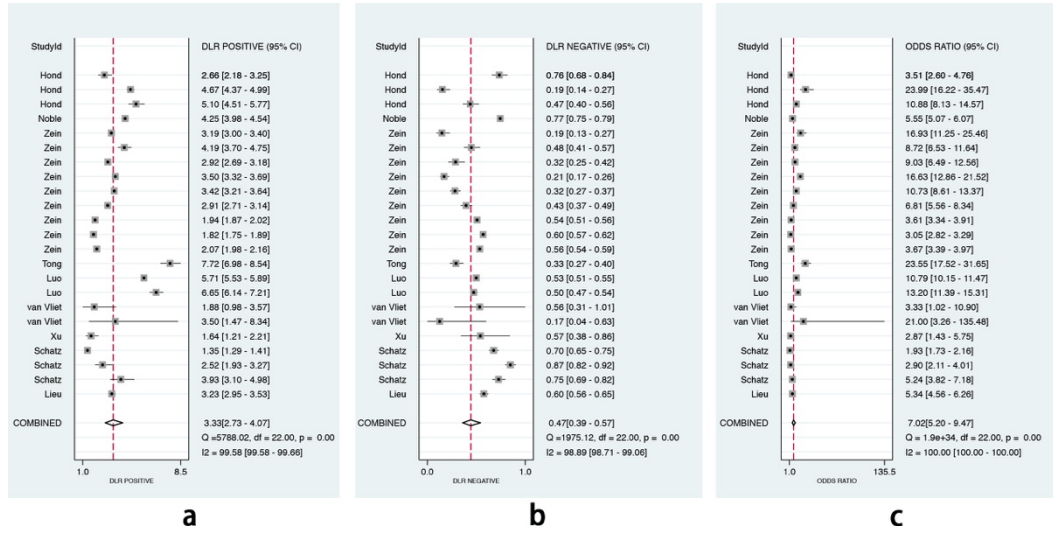 StudyId DLR POSITIVE (95% CI)
Hond 2.66 [2.18 - 3.25]
Hond 4.67 [4.37 - 4.99]
Hond 5.10 [4.51 - 5.77]
Noble 4.25 [3.98 - 4.54]
Zein 3.19 [3.00 - 3.40]
Zein 4.19 [3.70 - 4.75]
Zein 2.92 [2.69 - 3.18]
Zein 3.50 [3.32 - 3.69]
Zein 3.42 [3.21 - 3.64]
Zein 2.91 [2.71 - 3.14]
Zein 1.94 [1.87 - 2.02]
Zein 1.82 [1.75 - 1.89]
Zein 2.07 [1.98 - 2.16]
Tong 7.72 [6.98 - 8.54]
Luo 5.71 [5.53 - 5.89]
Luo 6.65 [6.14 - 7.21]
van Vliet 1.88 [0.98 - 3.57]
van Vliet 3.50 [1.47 - 8.34]
Xu 1.64 [1.21 - 2.21]
Schatz 1.35 [1.29 - 1.41]
Schatz 2.52 [1.93 - 3.27]
Schatz 3.93 [3.10 - 4.98]
Lieu 3.23 [2.95 - 3.53]
COMBINED 3.33[2.73 - 4.07]
Q =5788.02, df = 22.00, p = 0.00
I2 = 99.58 [99.58 - 99.66]
1.0 8.5
DLR POSITIVE
a
StudyId DLR NEGATIVE (95% CI)
Hond 0.76 [0.68 - 0.84]
Hond 0.19 [0.14 - 0.27]
Hond 0.47 [0.40 - 0.56]
Noble 0.77 [0.75 - 0.79]
Zein 0.19 [0.13 - 0.27]
Zein 0.48 [0.41 - 0.57]
Zein 0.32 [0.25 - 0.42]
Zein 0.21 [0.17 - 0.26]
Zein 0.32 [0.27 - 0.37]
Zein 0.43 [0.37 - 0.49]
Zein 0.54 [0.51 - 0.56]
Zein 0.60 [0.57 - 0.62]
Zein 0.56 [0.54 - 0.59]
Tong 0.33 [0.27 - 0.40]
Luo 0.53 [0.51 - 0.55]
Luo 0.50 [0.47 - 0.54]
van Vliet 0.56 [0.31 - 1.01]
van Vliet 0.17 [0.04 - 0.63]
Xu 0.57 [0.38 - 0.86]
Schatz 0.70 [0.65 - 0.75]
Schatz 0.87 [0.82 - 0.92]
Schatz 0.75 [0.69 - 0.82]
Lieu 0.60 [0.56 - 0.65]
COMBINED 0.47[0.39 - 0.57]
Q =1975.12, df = 22.00, p = 0.00
I2 = 98.89 [98.71 - 99.06]
0.0 1.0
DLR NEGATIVE
b
StudyId ODDS RATIO (95% CI)
Hond 3.51 [2.60 - 4.76]
Hond 23.99 [16.22 - 35.47]
Hond 10.88 [8.13 - 14.57]
Noble 5.55 [5.07 - 6.07]
Zein 16.93 [11.25 - 25.46]
Zein 8.72 [6.53 - 11.64]
Zein 9.03 [6.49 - 12.56]
Zein 16.63 [12.86 - 21.52]
Zein 10.73 [8.61 - 13.37]
Zein 6.81 [5.56 - 8.34]
Zein 3.61 [3.34 - 3.91]
Zein 3.05 [2.82 - 3.29]
Zein 3.67 [3.39 - 3.97]
Tong 23.55 [17.52 - 31.65]
Luo 10.79 [10.15 - 11.47]
Luo 13.20 [11.39 - 15.31]
van Vliet 3.33 [1.02 - 10.90]
van Vliet 21.00 [3.26 - 135.48]
Xu 2.87 [1.43 - 5.75]
Schatz 1.93 [1.73 - 2.16]
Schatz 2.90 [2.11 - 4.01]
Schatz 5.24 [3.82 - 7.18]
Lieu 5.34 [4.56 - 6.26]
COMBINED 7.02[5.20 - 9.47]
Q = 1.9e+34, df = 22.00, p = 0.00
I2 = 100.00 [100.00 - 100.00]
1.0 135.5
ODDS RATIO
c